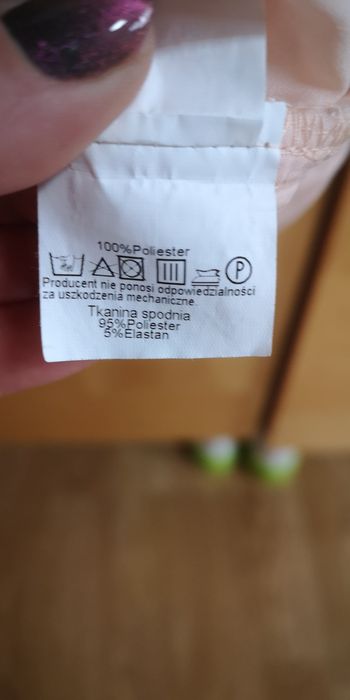 100%Poliester
P
Producent nie ponosi odpowiedzialności
za uszkodzenia mechaniczne.
Tkanina spodnia
95%Poliester
5%Elastan